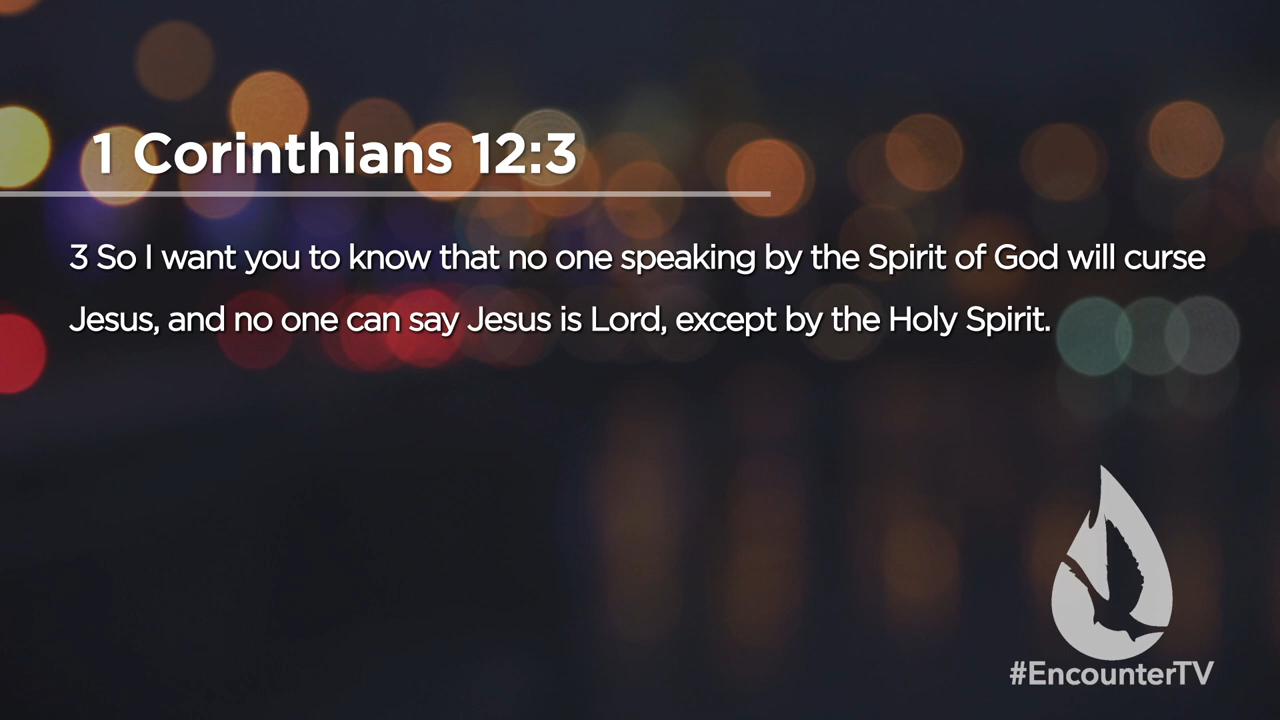 1 Corinthians 12:3
3 So I want you to know that no one speaking by the Spirit of God will curse
Jesus, and no one can say Jesus is Lord, except by the Holy Spirit.
#EncounterTV